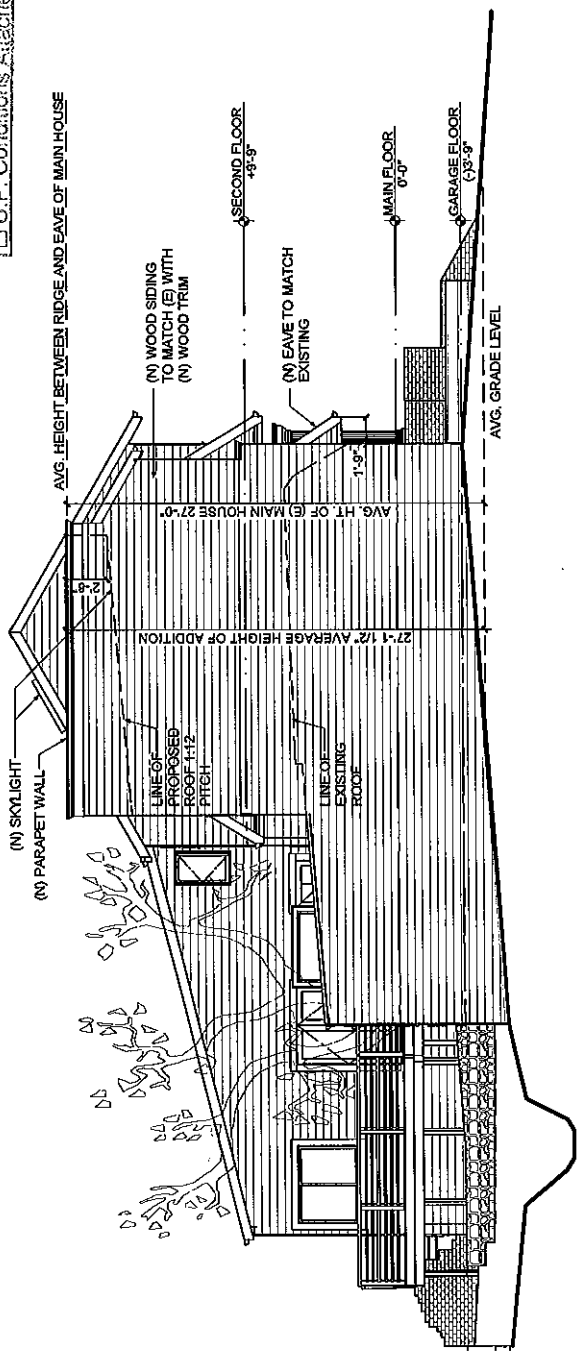 U.P. Conditions Attache
AVG. HEIGHT BETWEEN RIDGE AND EAVE OF MAIN HOUSE
(N) SKYLIGHT
(N) PARAPET WALL
2'-8"
(N) WOOD SIDING
TO MATCH (E) WITH
(N) WOOD TRIM
SECOND FLOOR
+9'-9"
LINE OF
PROPOSED
ROOF 1:12
PITCH
27'-1 1/2" AVERAGE HEIGHT OF ADDITION
AVG. HT. OF (E) MAIN HOUSE 27'-0"
(N) EAVE TO MATCH
EXISTING
LINE OF
EXISTING
ROOF
1'-9"
MAIN FLOOR
0'-0"
GARAGE FLOOR
(-)3'-9"
AVG. GRADE LEVEL